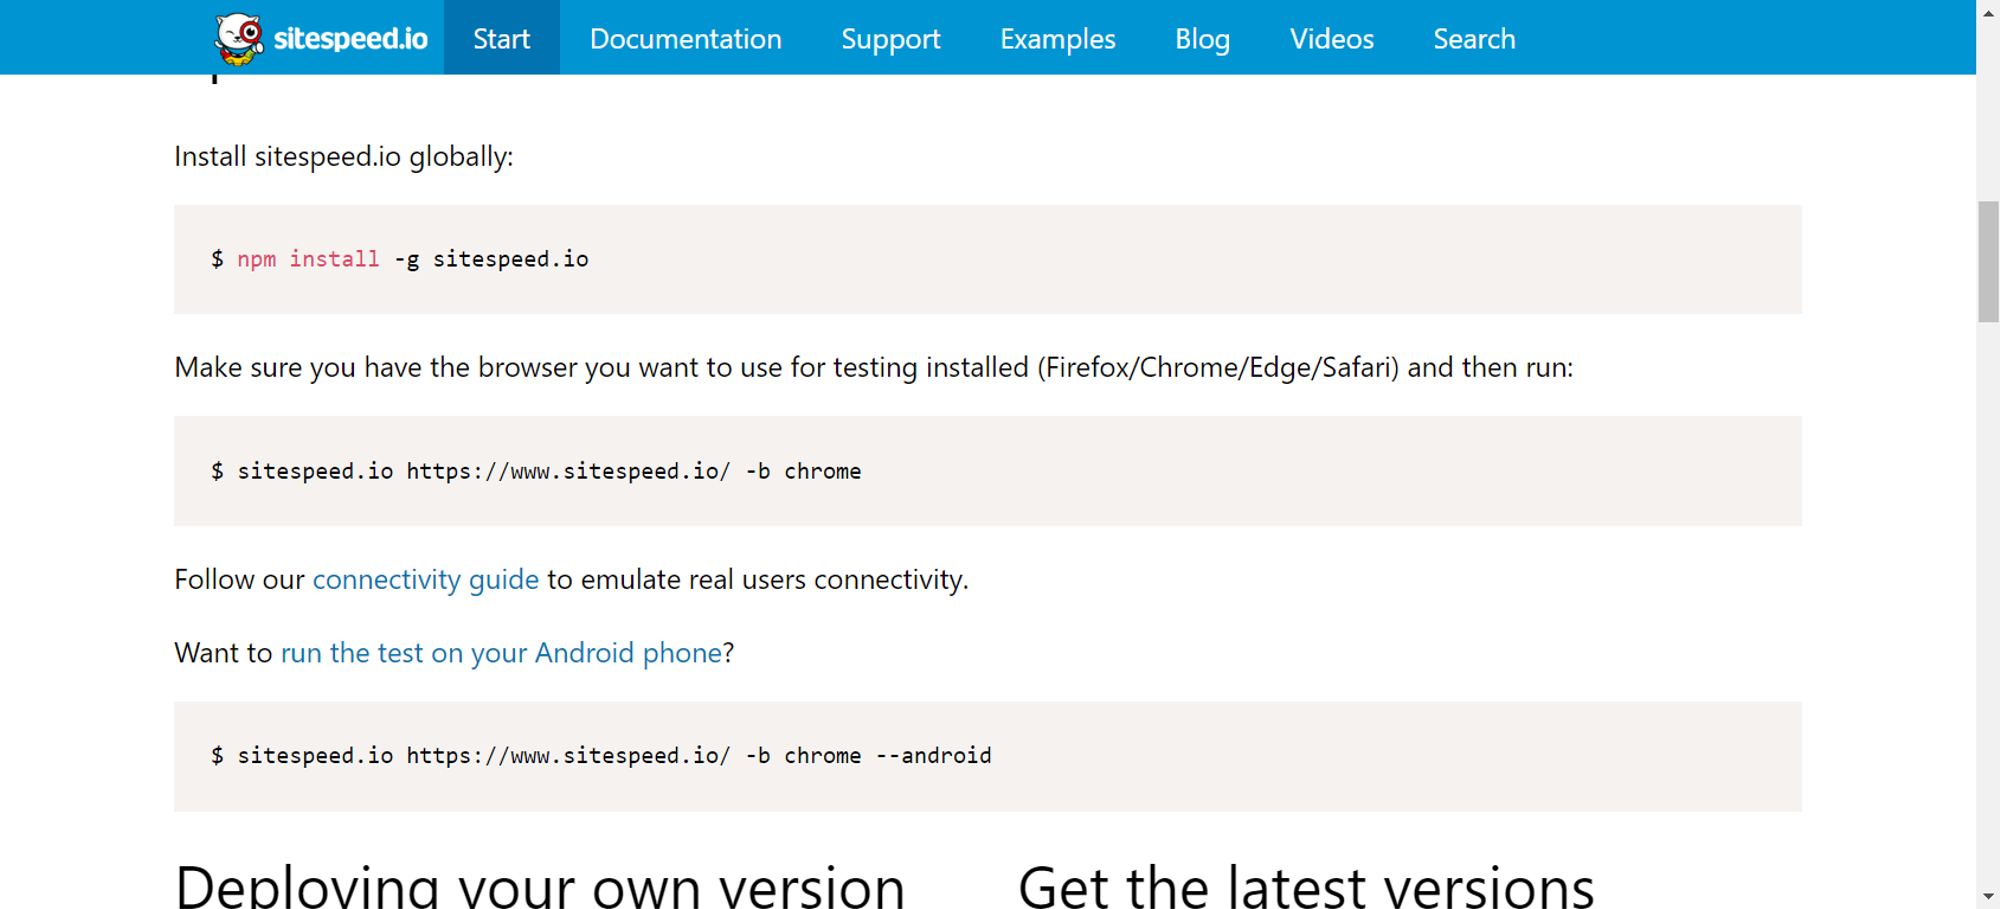 sitespeed.io Start Documentation Support Examples Blog Videos Search
Install sitespeed.io globally:
$ npm install -g sitespeed.io
Make sure you have the browser you want to use for testing installed (Firefox/Chrome/Edge/Safari) and then run:
$ sitespeed.io https://www.sitespeed.io/ -b chrome
Follow our connectivity guide to emulate real users connectivity.
Want to run the test on your Android phone?
$ sitespeed.io https://www.sitespeed.io/ -b chrome --android
Deploying your own version
Get the latest versions